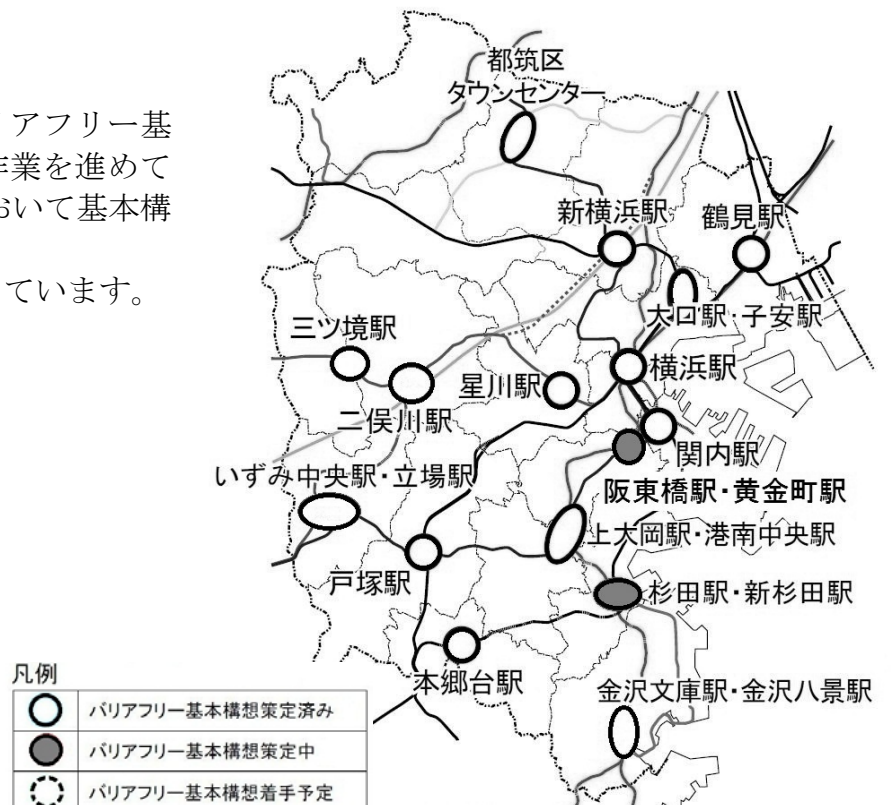 アフリー基
作業を進めて
おいて基本構
ています。
都筑区
タウンセンター
新横浜駅
鶴見駅
大口駅・子安駅
三ツ境駅
横浜駅
星川駅
二俣川駅
関内駅
いずみ中央駅・立場駅
阪東橋駅・黄金町駅
上大岡駅・港南中央駅
戸塚駅
杉田駅・新杉田駅
本郷台駅
金沢文庫駅・金沢八景駅
凡例
バリアフリー基本構想策定済み
バリアフリー基本構想策定中
バリアフリー基本構想着手予定